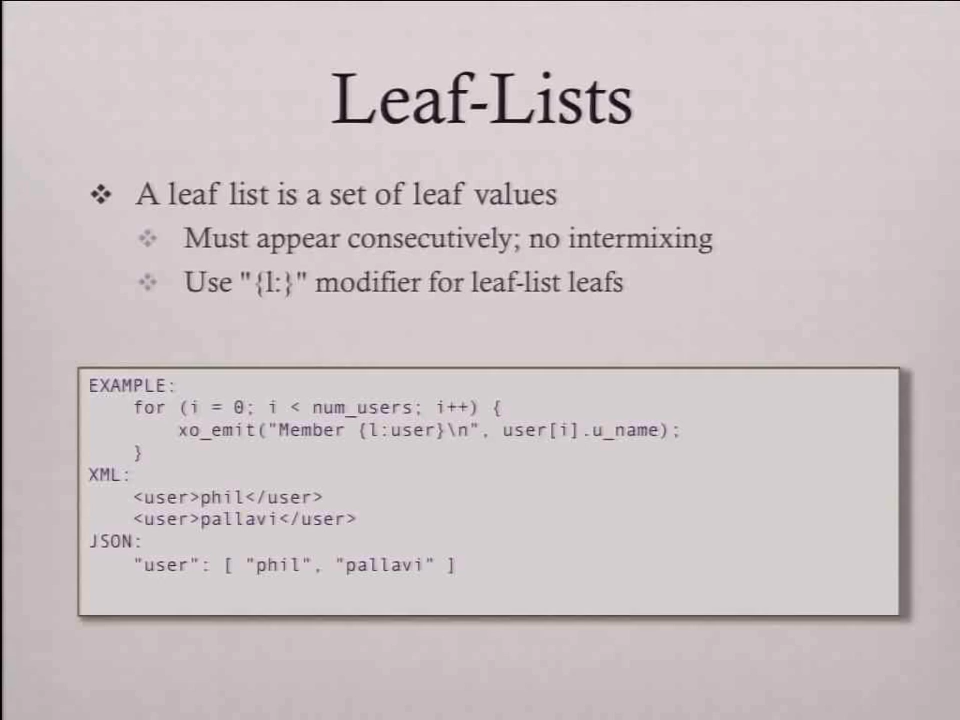 Leaf-Lists
A leaf list is a set of leaf values
Must appear consecutively; no intermixing
Use "{l:}" modifier for leaf-list leafs
EXAMPLE:
for (i = 0; i < num_users; i++) {
xo_emit("Member {l:user}\n", user[i].u_name);
}
XML:
<user>phil</user>
<user>pallavi</user>
JSON:
"user": [ "phil", "pallavi" ]